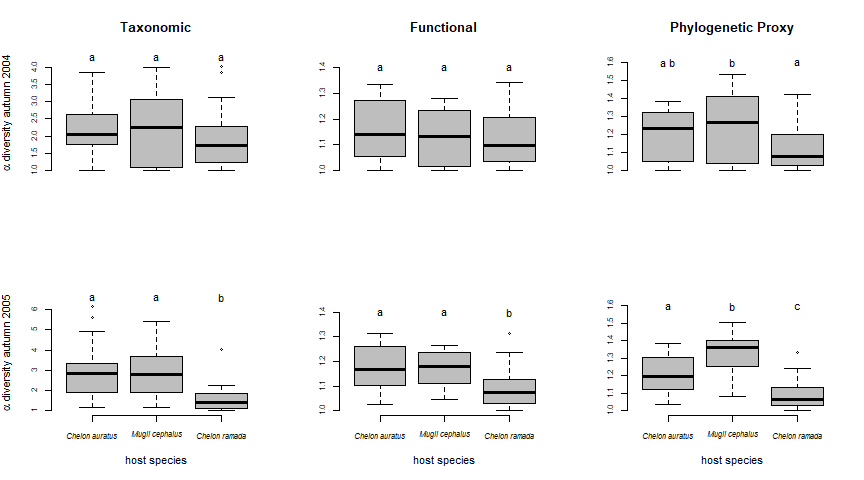 Taxonomic Functional Phylogenetic Proxy
α diversity autumn 2004
4.0
3.5
3.0
2.5
2.0
1.5
1.0
a a a
1.4
1.3
1.2
1.1
1.0
a a a
1.6
1.5
1.4
1.3
1.2
1.1
1.0
a b b a
α diversity autumn 2005
6
5
4
3
2
1
a a b
1.4
1.3
1.2
1.1
1.0
a a b
1.6
1.5
1.4
1.3
1.2
1.1
1.0
a b c
Chelon auratus Mugil cephalus Chelon ramada
Chelon auratus Mugil cephalus Chelon ramada
Chelon auratus Mugil cephalus Chelon ramada
host species host species host species